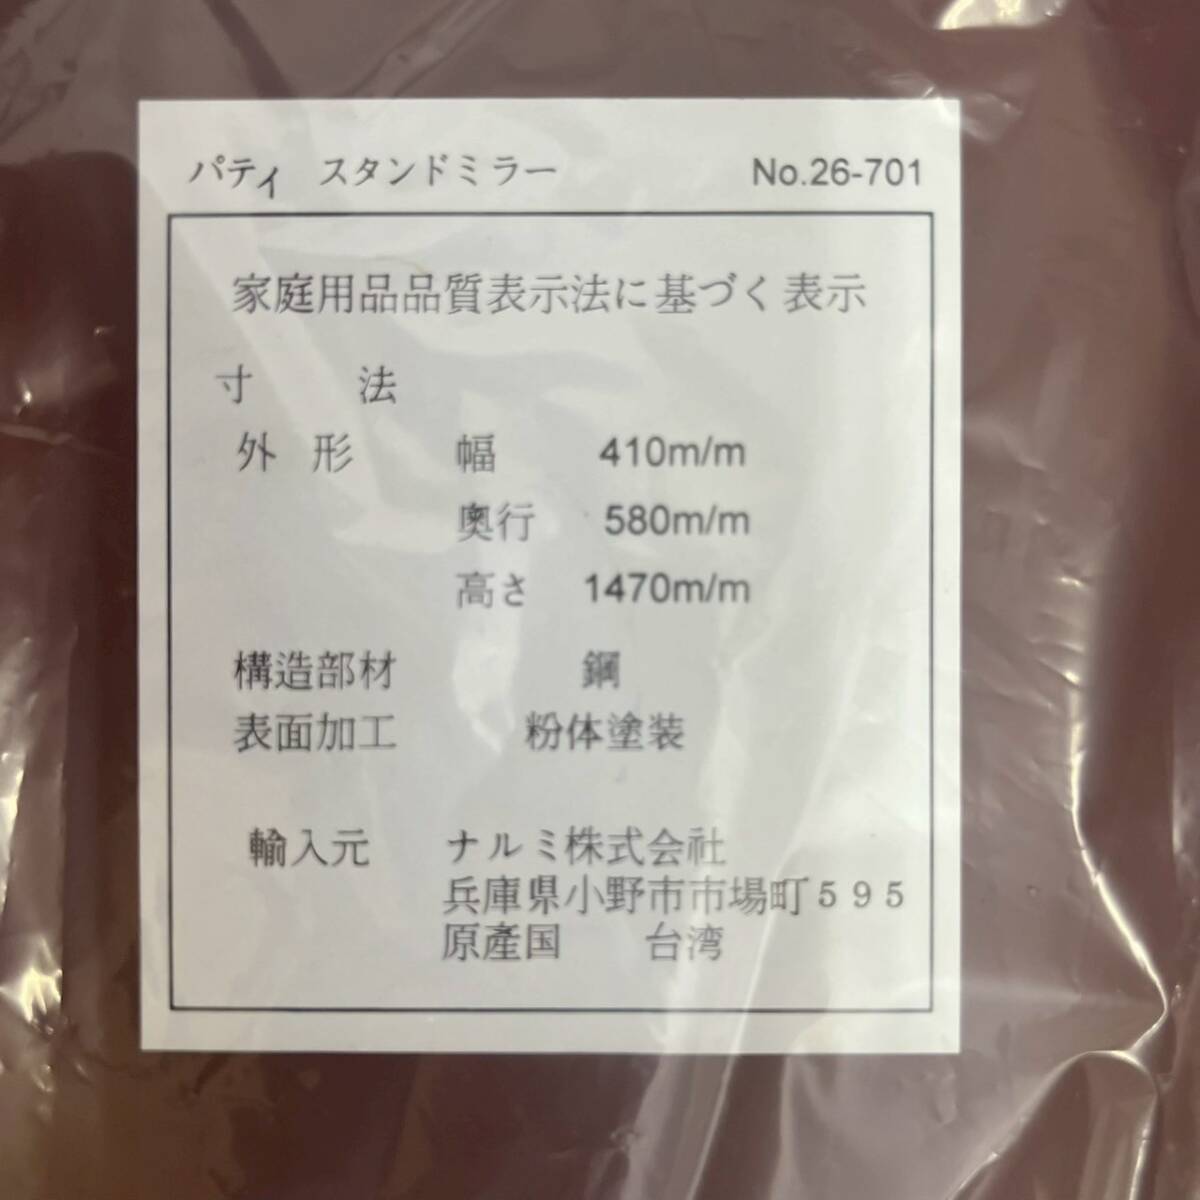 パティ　スタンドミラー　No.26-701
家庭用品品質表示法に基づく表示
寸　法
外　形　幅　410m/m
奥行　580m/m
高さ　1470m/m
構造部材　鋼
表面加工　粉体塗装
輸入元　ナルミ株式会社
兵庫県小野市市場町５９５
原産国　台湾